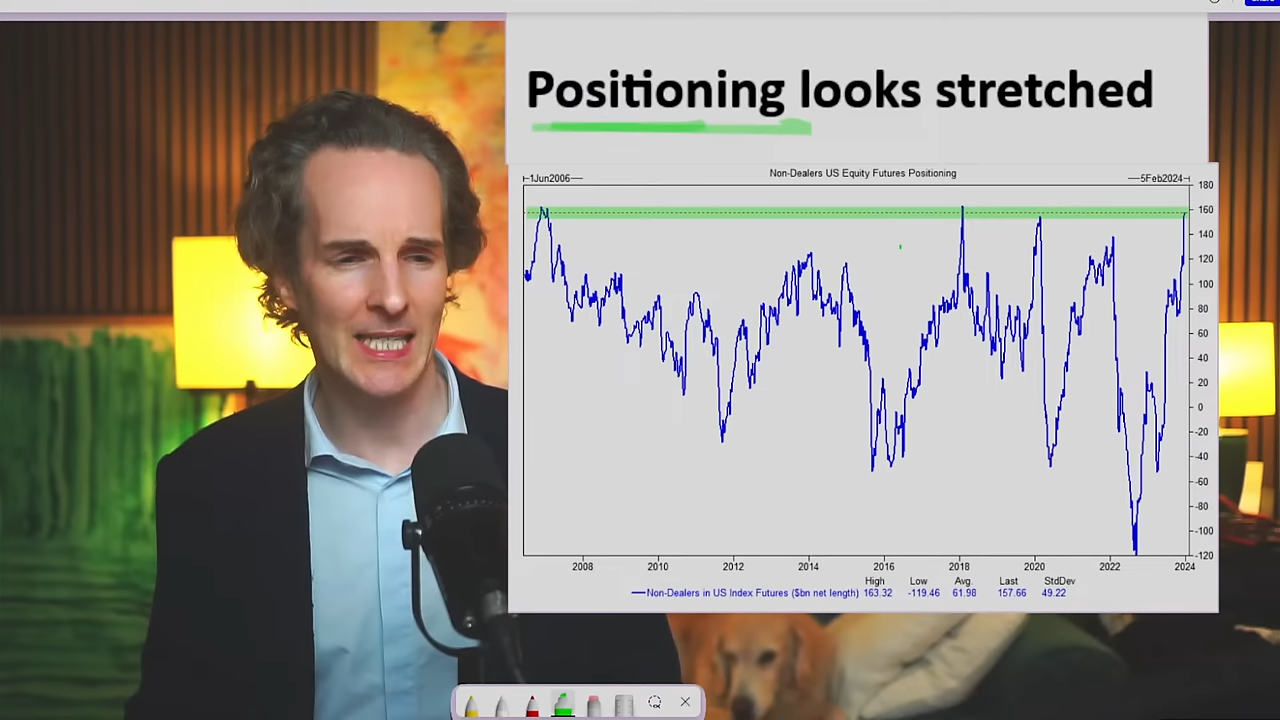 Positioning looks stretched
1Jun2006
Non-Dealers US Equity Futures Positioning
5Feb2024
180
160
140
120
100
80
60
40
20
0
-20
-40
-60
-80
-100
-120
2008 2010 2012 2014 2016 2018 2020 2022 2024
High Low Avg. Last StdDev
Non-Dealers in US Index Futures ($bn net length) 163.32 -119.46 61.98 157.66 49.22